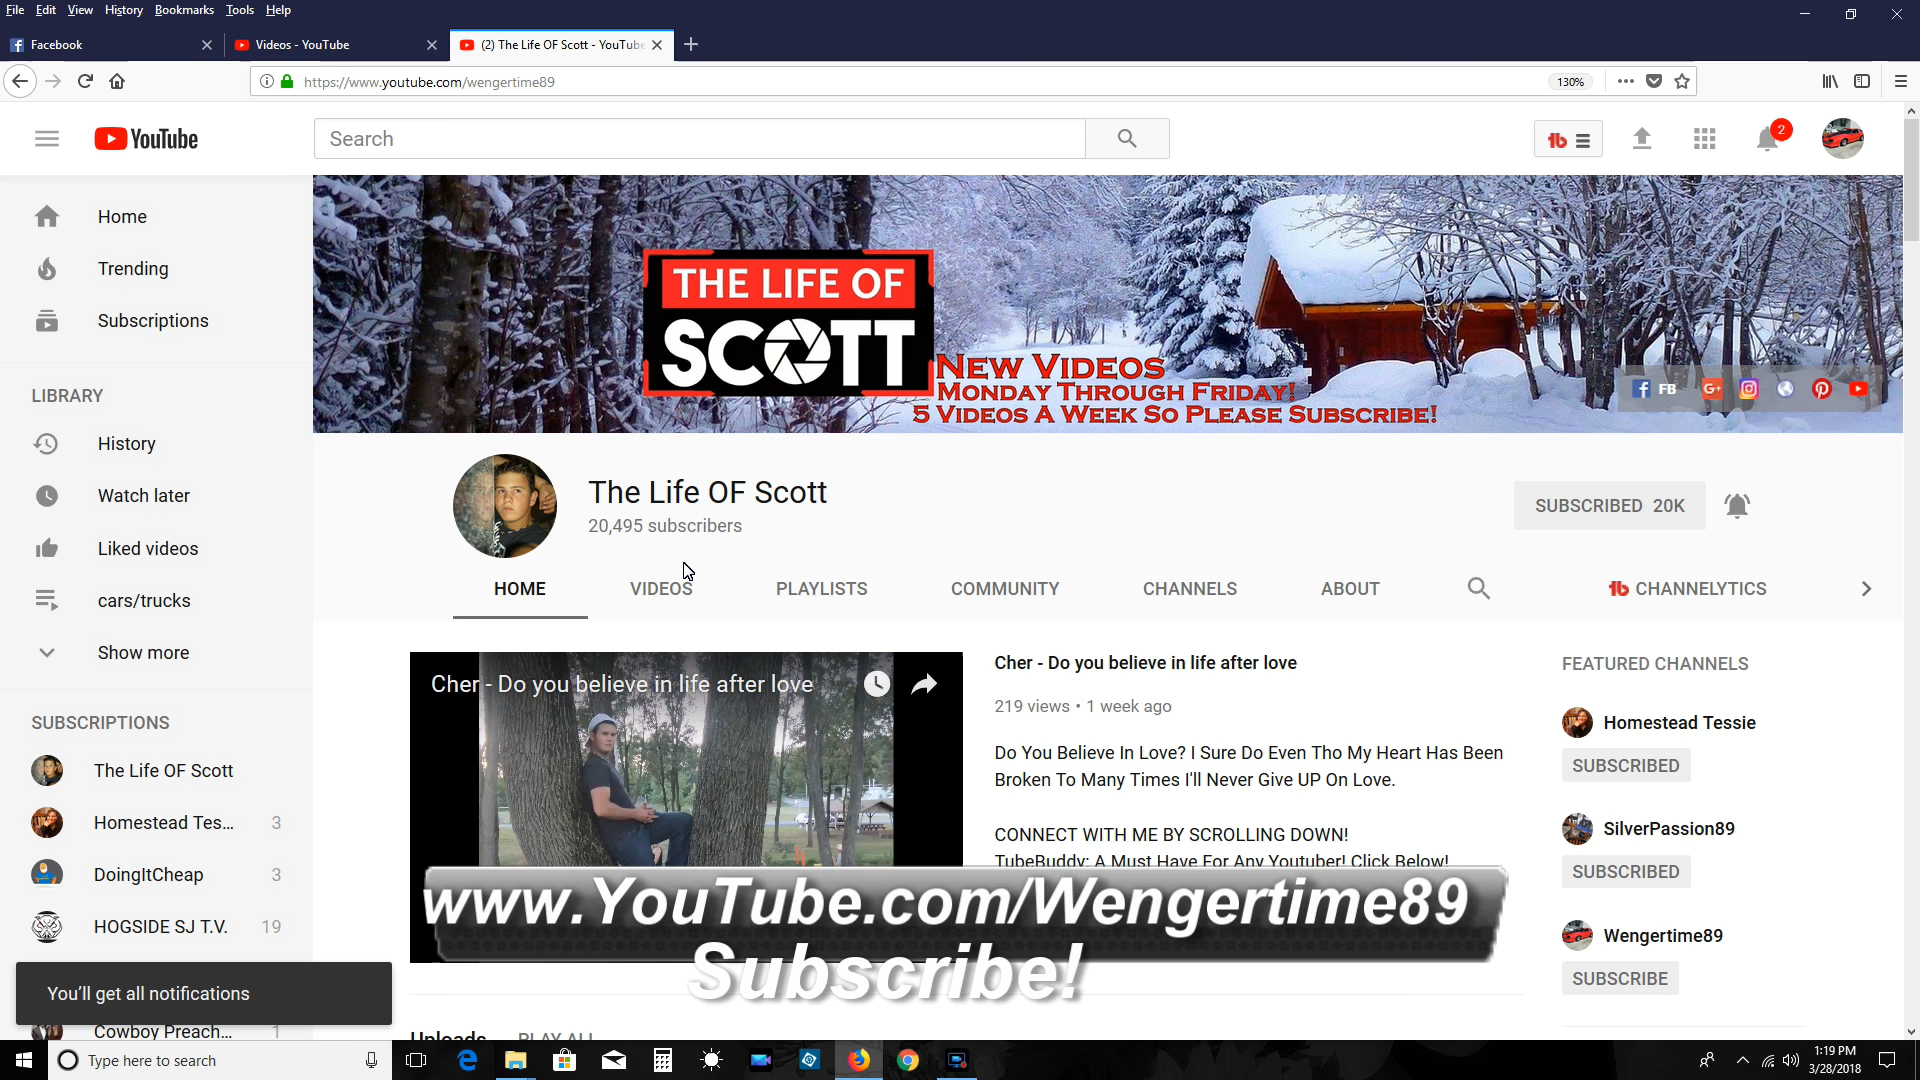 File Edit View History Bookmarks Tools Help
Facebook
Videos - YouTube
(2) The Life OF Scott - YouTube
https://www.youtube.com/wengertime89
130%
YouTube
Search
2
Home
Trending
Subscriptions
LIBRARY
History
Watch later
Liked videos
cars/trucks
Show more
SUBSCRIPTIONS
The Life OF Scott
Homestead Tes... 3
DoingItCheap 3
HOGSIDE SJ T.V. 19
Cowboy Preach... 1
You'll get all notifications
THE LIFE OF
SCOTT
NEW VIDEOS
MONDAY THROUGH FRIDAY!
5 VIDEOS A WEEK SO PLEASE SUBSCRIBE!
FB
G+
The Life OF Scott
20,495 subscribers
SUBSCRIBED 20K
HOME VIDEOS PLAYLISTS COMMUNITY CHANNELS ABOUT CHANNELYTICS
Cher - Do you believe in life after love
Cher - Do you believe in life after love
219 views • 1 week ago
Do You Believe In Love? I Sure Do Even Tho My Heart Has Been
Broken To Many Times I'll Never Give UP On Love.
CONNECT WITH ME BY SCROLLING DOWN!
TubeBuddy: A Must Have For Any Youtuber! Click Below!
www.YouTube.com/Wengertime89
Subscribe!
FEATURED CHANNELS
Homestead Tessie
SUBSCRIBED
SilverPassion89
SUBSCRIBED
Wengertime89
SUBSCRIBE
Uploads PLAY ALL
Type here to search
1:19 PM
3/28/2018